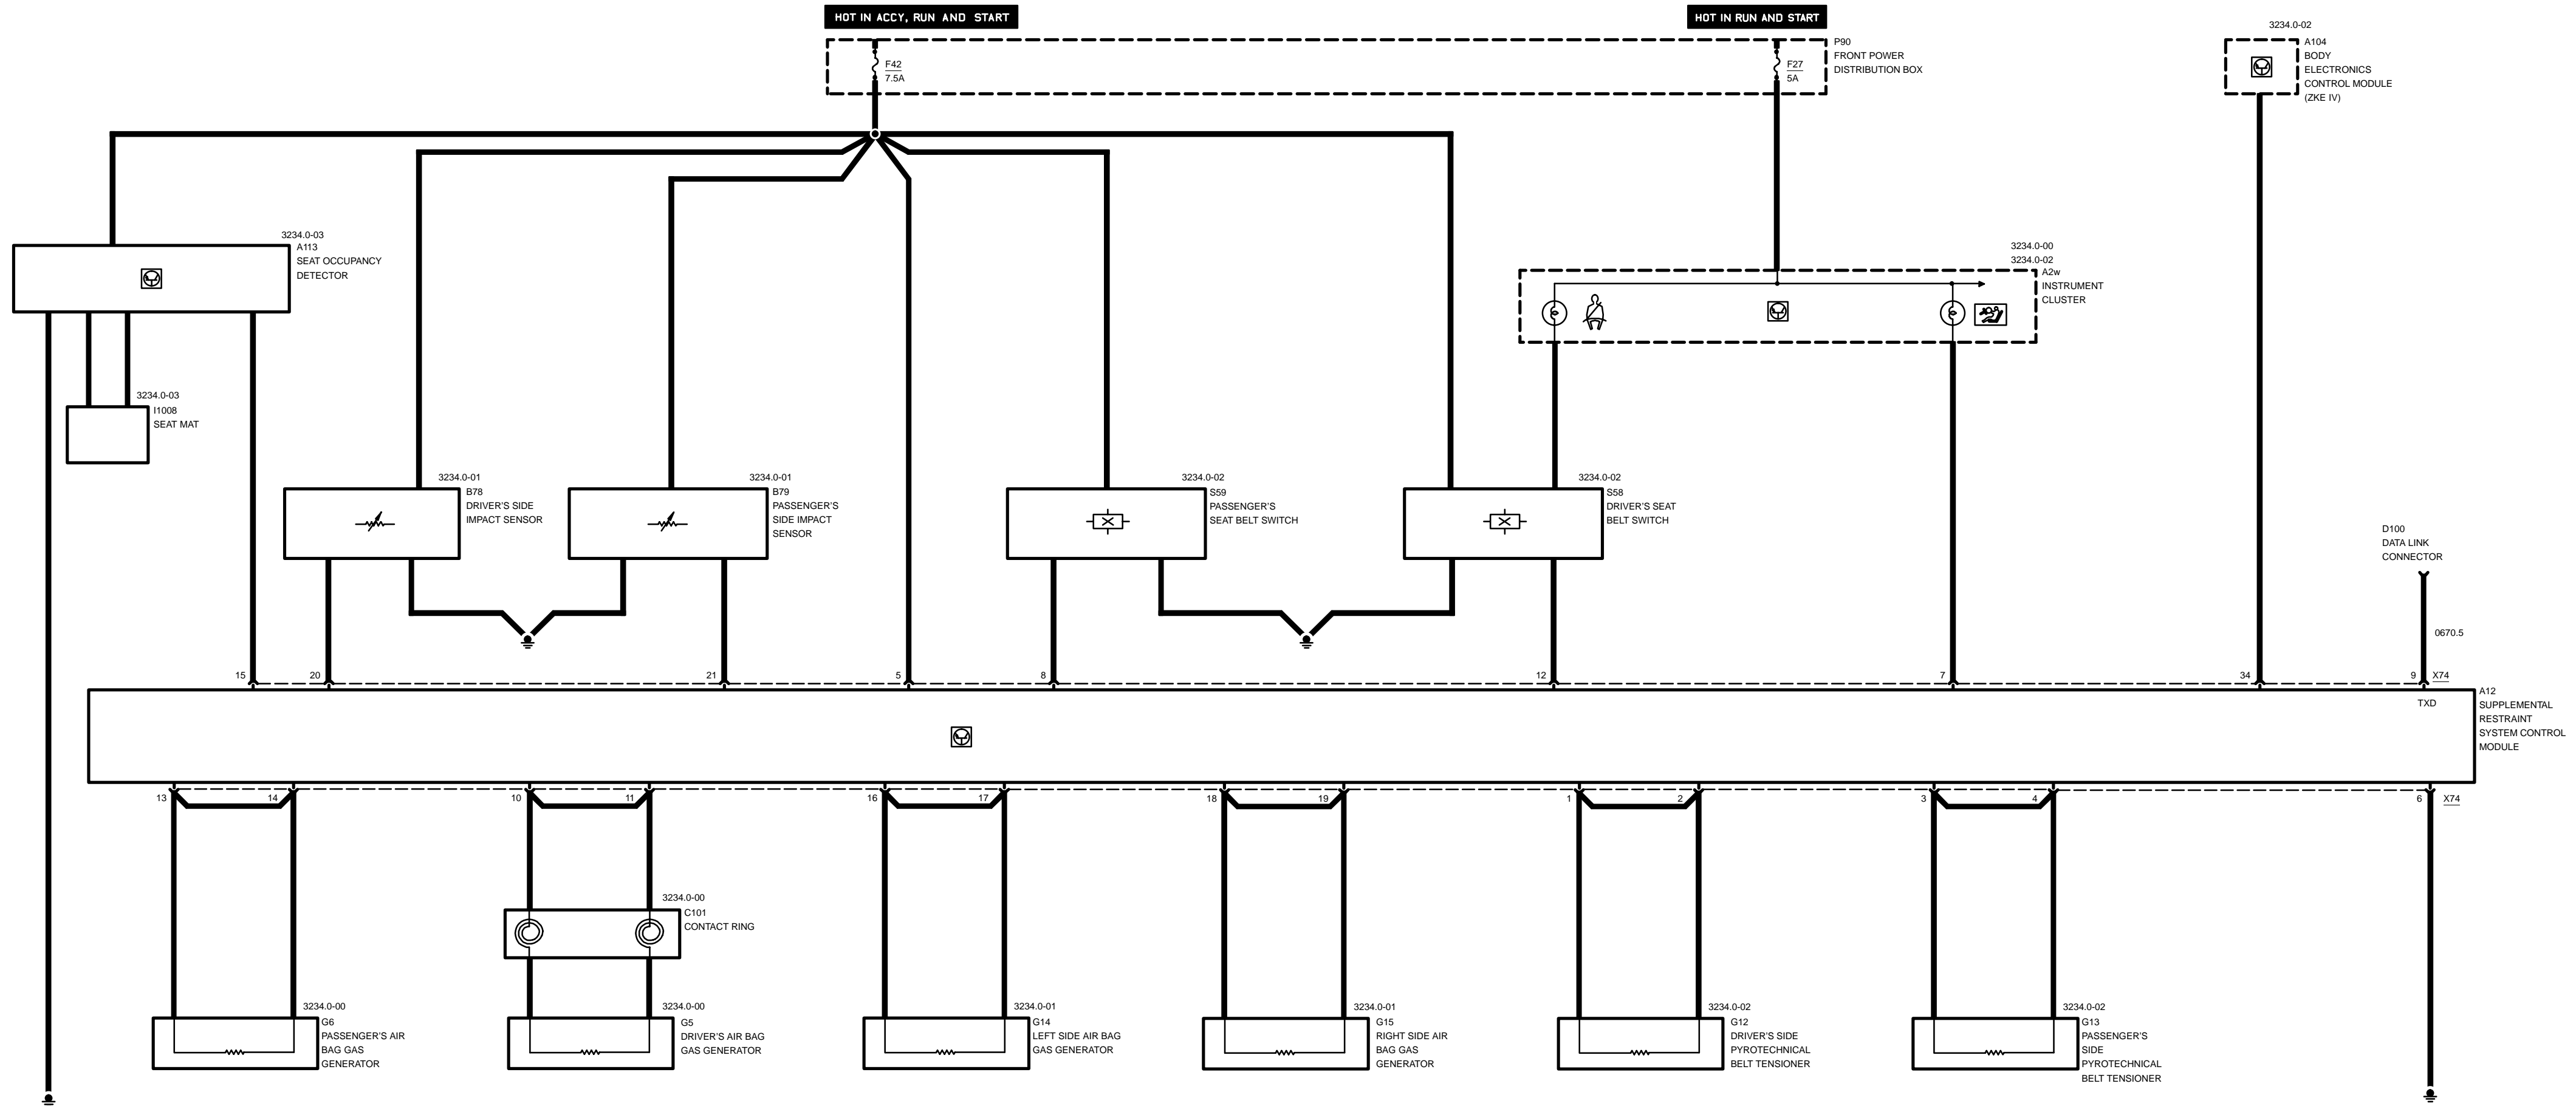 HOT IN ACCY, RUN AND START
HOT IN RUN AND START
3234.0-02
F42
7.5A
F27
5A
P90
FRONT POWER
DISTRIBUTION BOX
A104
BODY
ELECTRONICS
CONTROL MODULE
(ZKE IV)
3234.0-03
A113
SEAT OCCUPANCY
DETECTOR
3234.0-00
3234.0-02
A2w
INSTRUMENT
CLUSTER
3234.0-03
I1008
SEAT MAT
3234.0-01
B78
DRIVER'S SIDE
IMPACT SENSOR
3234.0-01
B79
PASSENGER'S
SIDE IMPACT
SENSOR
3234.0-02
S59
PASSENGER'S
SEAT BELT SWITCH
3234.0-02
S58
DRIVER'S SEAT
BELT SWITCH
D100
DATA LINK
CONNECTOR
0670.5
15
20
21
5
8
12
7
34
9
X74
TXD
A12
SUPPLEMENTAL
RESTRAINT
SYSTEM CONTROL
MODULE
13
14
10
11
16
17
18
19
1
2
3
4
6
X74
3234.0-00
C101
CONTACT RING
3234.0-00
G6
PASSENGER'S AIR
BAG GAS
GENERATOR
3234.0-00
G5
DRIVER'S AIR BAG
GAS GENERATOR
3234.0-01
G14
LEFT SIDE AIR BAG
GAS GENERATOR
3234.0-01
G15
RIGHT SIDE AIR
BAG GAS
GENERATOR
3234.0-02
G12
DRIVER'S SIDE
PYROTECHNICAL
BELT TENSIONER
3234.0-02
G13
PASSENGER'S
SIDE
PYROTECHNICAL
BELT TENSIONER